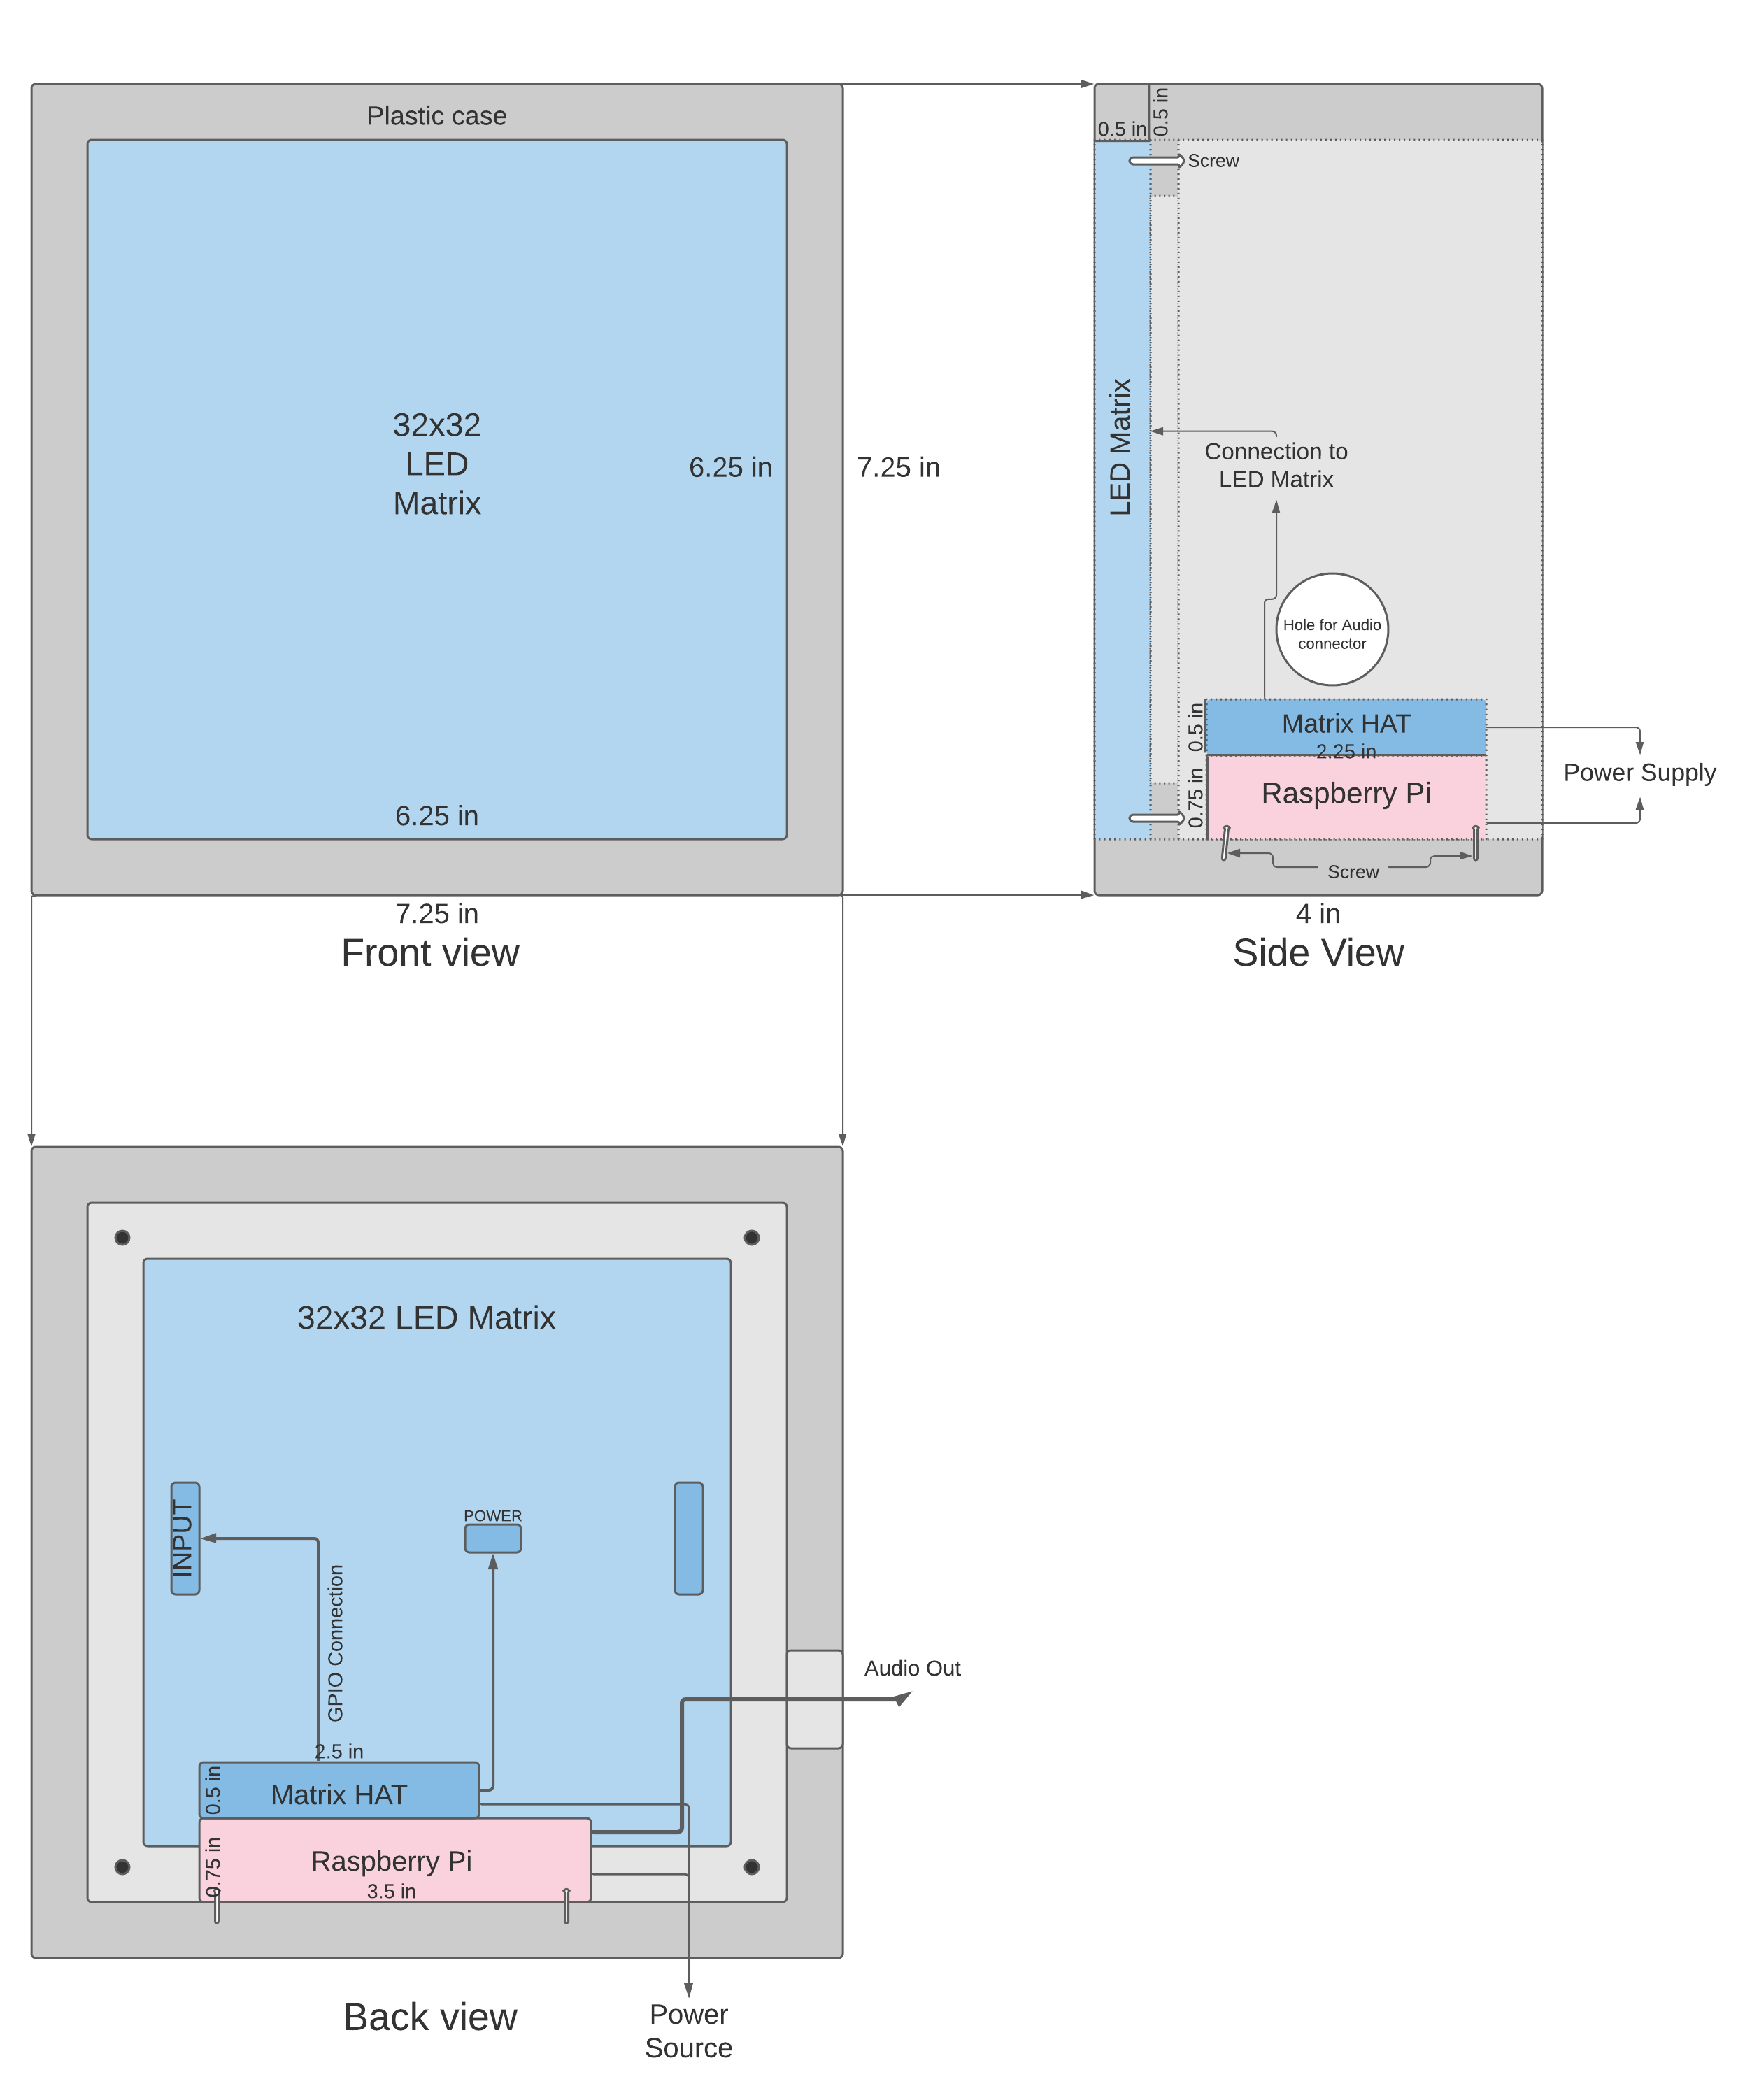 Plastic case
32x32
LED
Matrix
6.25 in
7.25 in
6.25 in
7.25 in
Front view
0.5 in
0.5 in
Screw
LED Matrix
Connection to
LED Matrix
Hole for Audio
connector
0.5 in
Matrix HAT
2.25 in
0.75 in
Raspberry Pi
Power Supply
Screw
4 in
Side View
32x32 LED Matrix
INPUT
POWER
GPIO Connection
Audio Out
2.5 in
0.5 in
Matrix HAT
0.75 in
Raspberry Pi
3.5 in
Back view
Power
Source